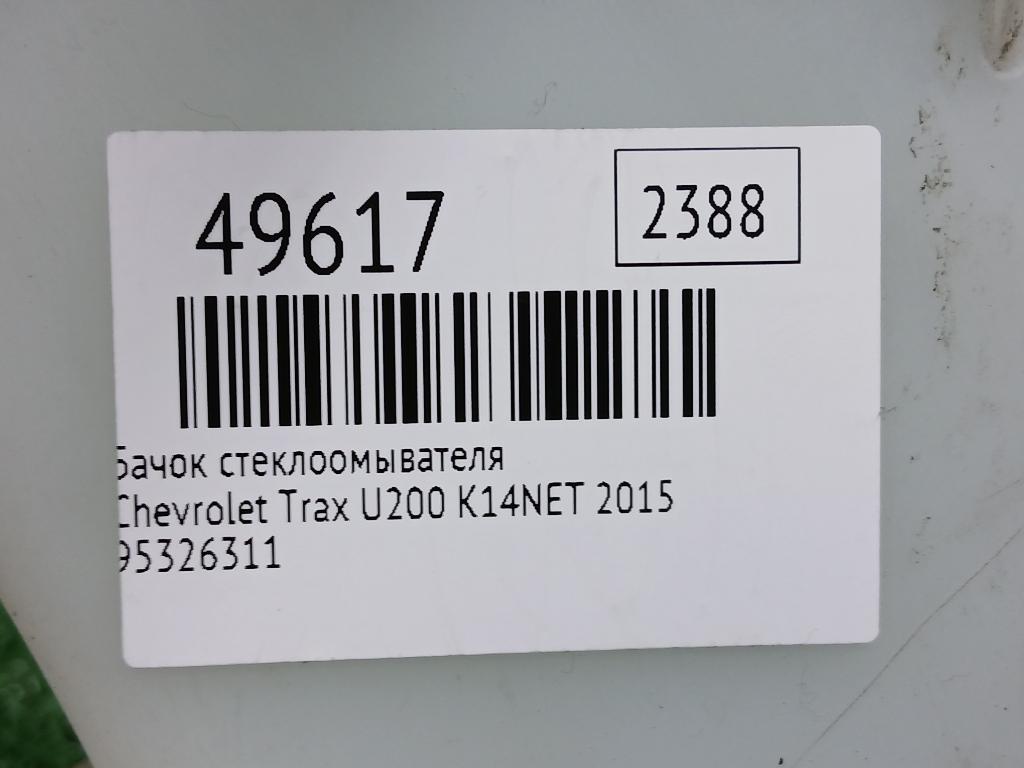 49617
2388
Бачок стеклоомывателя
Chevrolet Trax U200 K14NET 2015
95326311